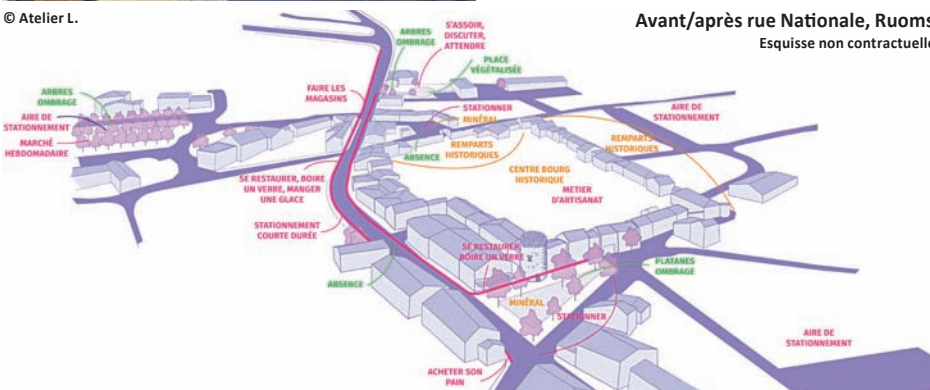 © Atelier L.
Avant/après rue Nationale, Ruoms
Esquisse non contractuelle
ARBRES
OMBRAGE
S'ASSOIR,
DISCUTER,
ATTENDRE
PLACE
VÉGÉTALISÉE
FAIRE LES
MAGASINS
ARBRES
OMBRAGE
AIRE DE
STATIONNEMENT
MARCHÉ
HEBDOMADAIRE
STATIONNER
MINÉRAL
ABSENCE
REMPARTS
HISTORIQUES
AIRE DE
STATIONNEMENT
REMPARTS
HISTORIQUES
CENTRE BOURG
HISTORIQUE
METIER
D'ARTISANAT
SE RESTAURER, BOIRE
UN VERRE, MANGER
UNE GLACE
STATIONNEMENT
COURTE DURÉE
ABSENCE
SE RESTAURER,
BOIRE UN VERRE
PLATANES
OMBRAGE
MINÉRAL
STATIONNER
AIRE DE
STATIONNEMENT
ACHETER SON
PAIN